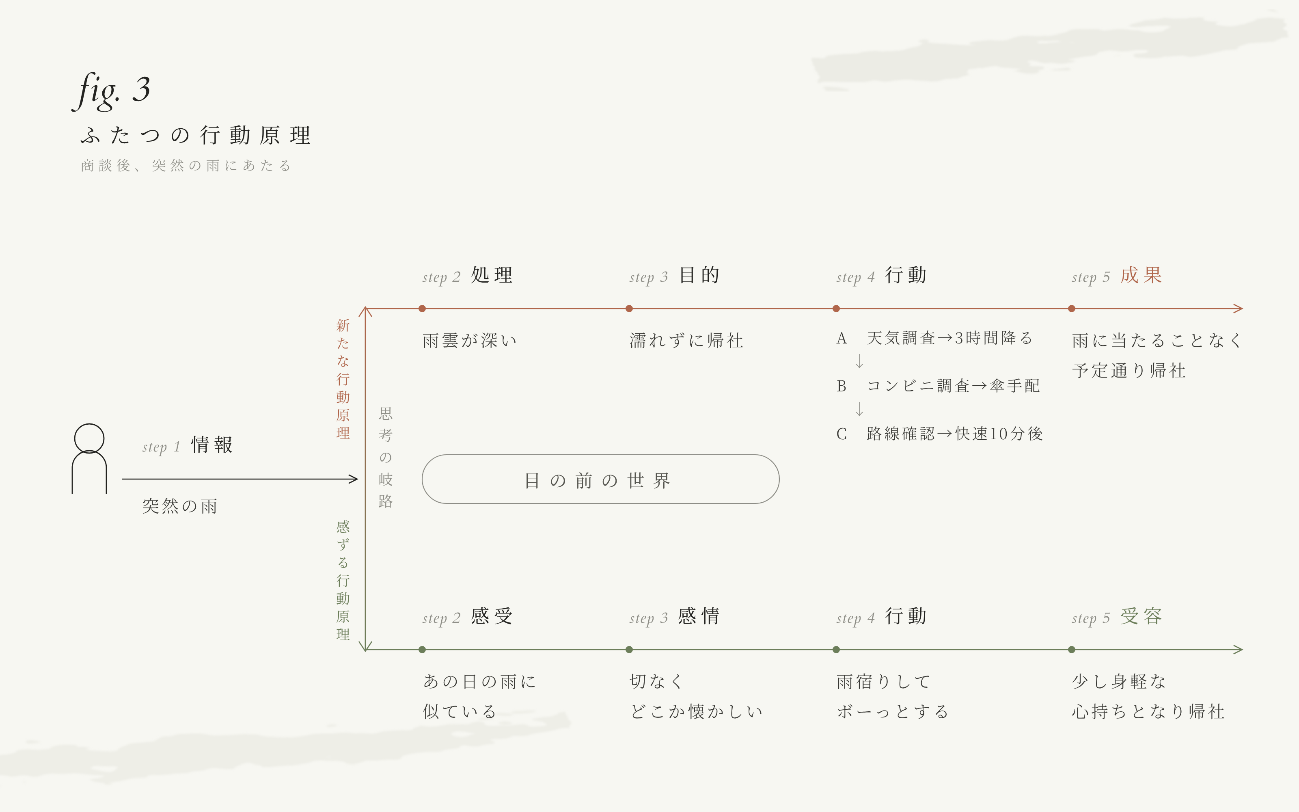 fig. 3
ふたつの行動原理
商談後、突然の雨にあたる
step 1 情報
突然の雨
新たな行動原理
感ずる行動原理
思考の岐路
step 2 処理
雨雲が深い
step 3 目的
濡れずに帰社
step 4 行動
A 天気調査→3時間降る
↓
B コンビニ調査→傘手配
↓
C 路線確認→快速10分後
step 5 成果
雨に当たることなく
予定通り帰社
目の前の世界
step 2 感受
あの日の雨に
似ている
step 3 感情
切なく
どこか懐かしい
step 4 行動
雨宿りして
ボーっとする
step 5 受容
少し身軽な
心持ちとなり帰社